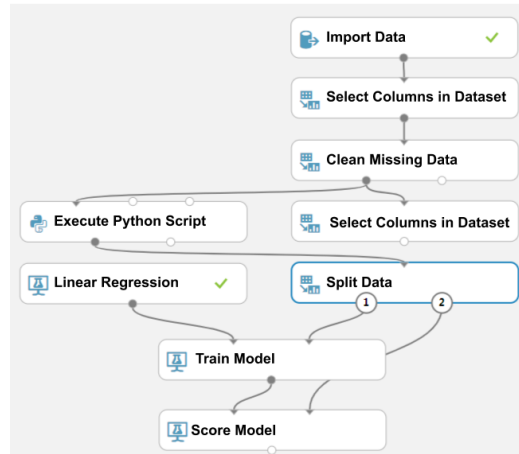 Import Data
Select Columns in Dataset
Clean Missing Data
Execute Python Script
Select Columns in Dataset
Linear Regression
Split Data
1
2
Train Model
Score Model